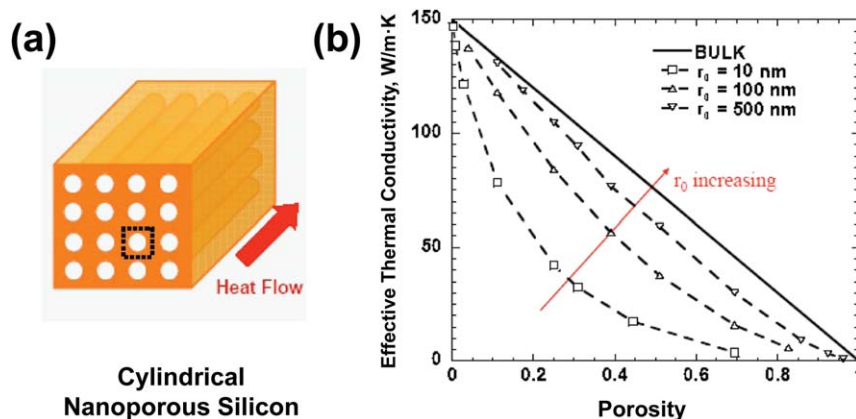 (a)
Heat Flow
Cylindrical
Nanoporous Silicon
(b)
Effective Thermal Conductivity, W/m·K
150
100
50
0
BULK
r₀ = 10 nm
r₀ = 100 nm
r₀ = 500 nm
r₀ increasing
0 0.2 0.4 0.6 0.8 1
Porosity